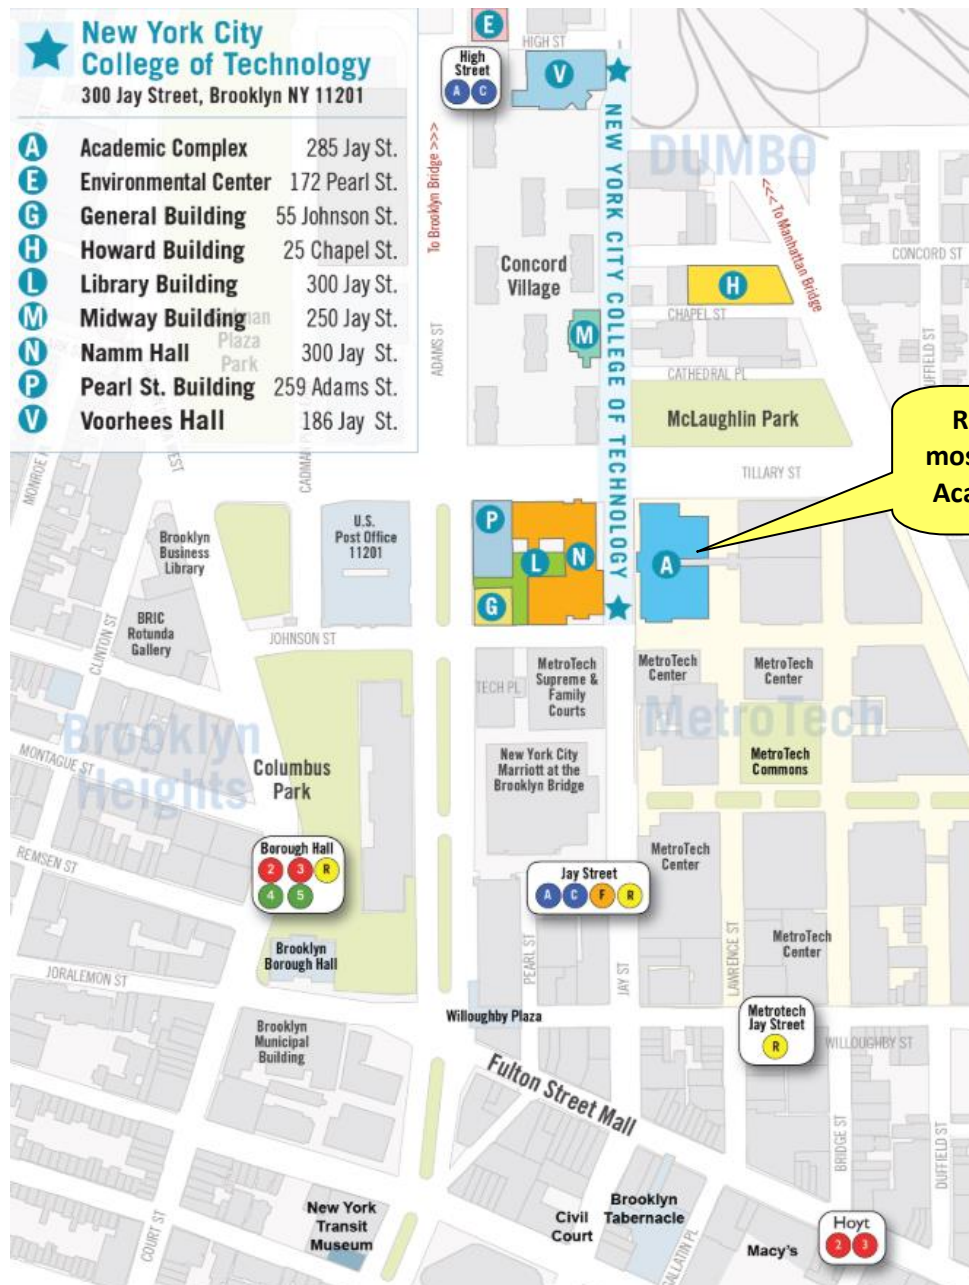 New York City
College of Technology
300 Jay Street, Brooklyn NY 11201
A Academic Complex 285 Jay St.
E Environmental Center 172 Pearl St.
G General Building 55 Johnson St.
H Howard Building 25 Chapel St.
L Library Building 300 Jay St.
M Midway Building 250 Jay St.
N Namm Hall 300 Jay St.
P Pearl St. Building 259 Adams St.
V Voorhees Hall 186 Jay St.
Plaza
Park
E
HIGH ST
High
Street
A C
V
NEW YORK CITY COLLEGE OF TECHNOLOGY
DUMBO
To Brooklyn Bridge >>>
<<< To Manhattan Bridge
CONCORD ST
Concord
Village
H
CHAPEL ST
M
ADAMS ST
CATHEDRAL PL
McLaughlin Park
TILLARY ST
Aca
P
L
N
G
A
U.S.
Post Office
11201
Brooklyn
Business
Library
BRIC
Rotunda
Gallery
CLINTON ST
JOHNSON ST
TECH PL
MetroTech
Supreme &
Family
Courts
MetroTech
Center
MetroTech
Center
MetroTech
Brooklyn
Heights
MONTAGUE ST
Columbus
Park
New York City
Marriott at the
Brooklyn Bridge
MetroTech
Commons
REMSEN ST
Borough Hall
2 3 R
4 5
Jay Street
A C F R
MetroTech
Center
Brooklyn
Borough Hall
PEARL ST
JAY ST
LAWRENCE ST
MetroTech
Center
JORALEMON ST
Willoughby Plaza
Metrotech
Jay Street
R
WILLOUGHBY ST
Brooklyn
Municipal
Building
Fulton Street Mall
BRIDGE ST
DUFFIELD ST
COURT ST
New York
Transit
Museum
Civil
Court
Brooklyn
Tabernacle
Macy's
Hoyt
2 3